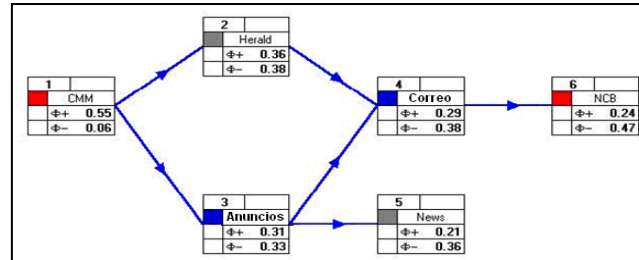 1
CMM
Φ+ 0.55
Φ− 0.06
2
Herald
Φ+ 0.36
Φ− 0.38
3
Anuncios
Φ+ 0.31
Φ− 0.33
4
Correo
Φ+ 0.29
Φ− 0.38
5
News
Φ+ 0.21
Φ− 0.36
6
NCB
Φ+ 0.24
Φ− 0.47